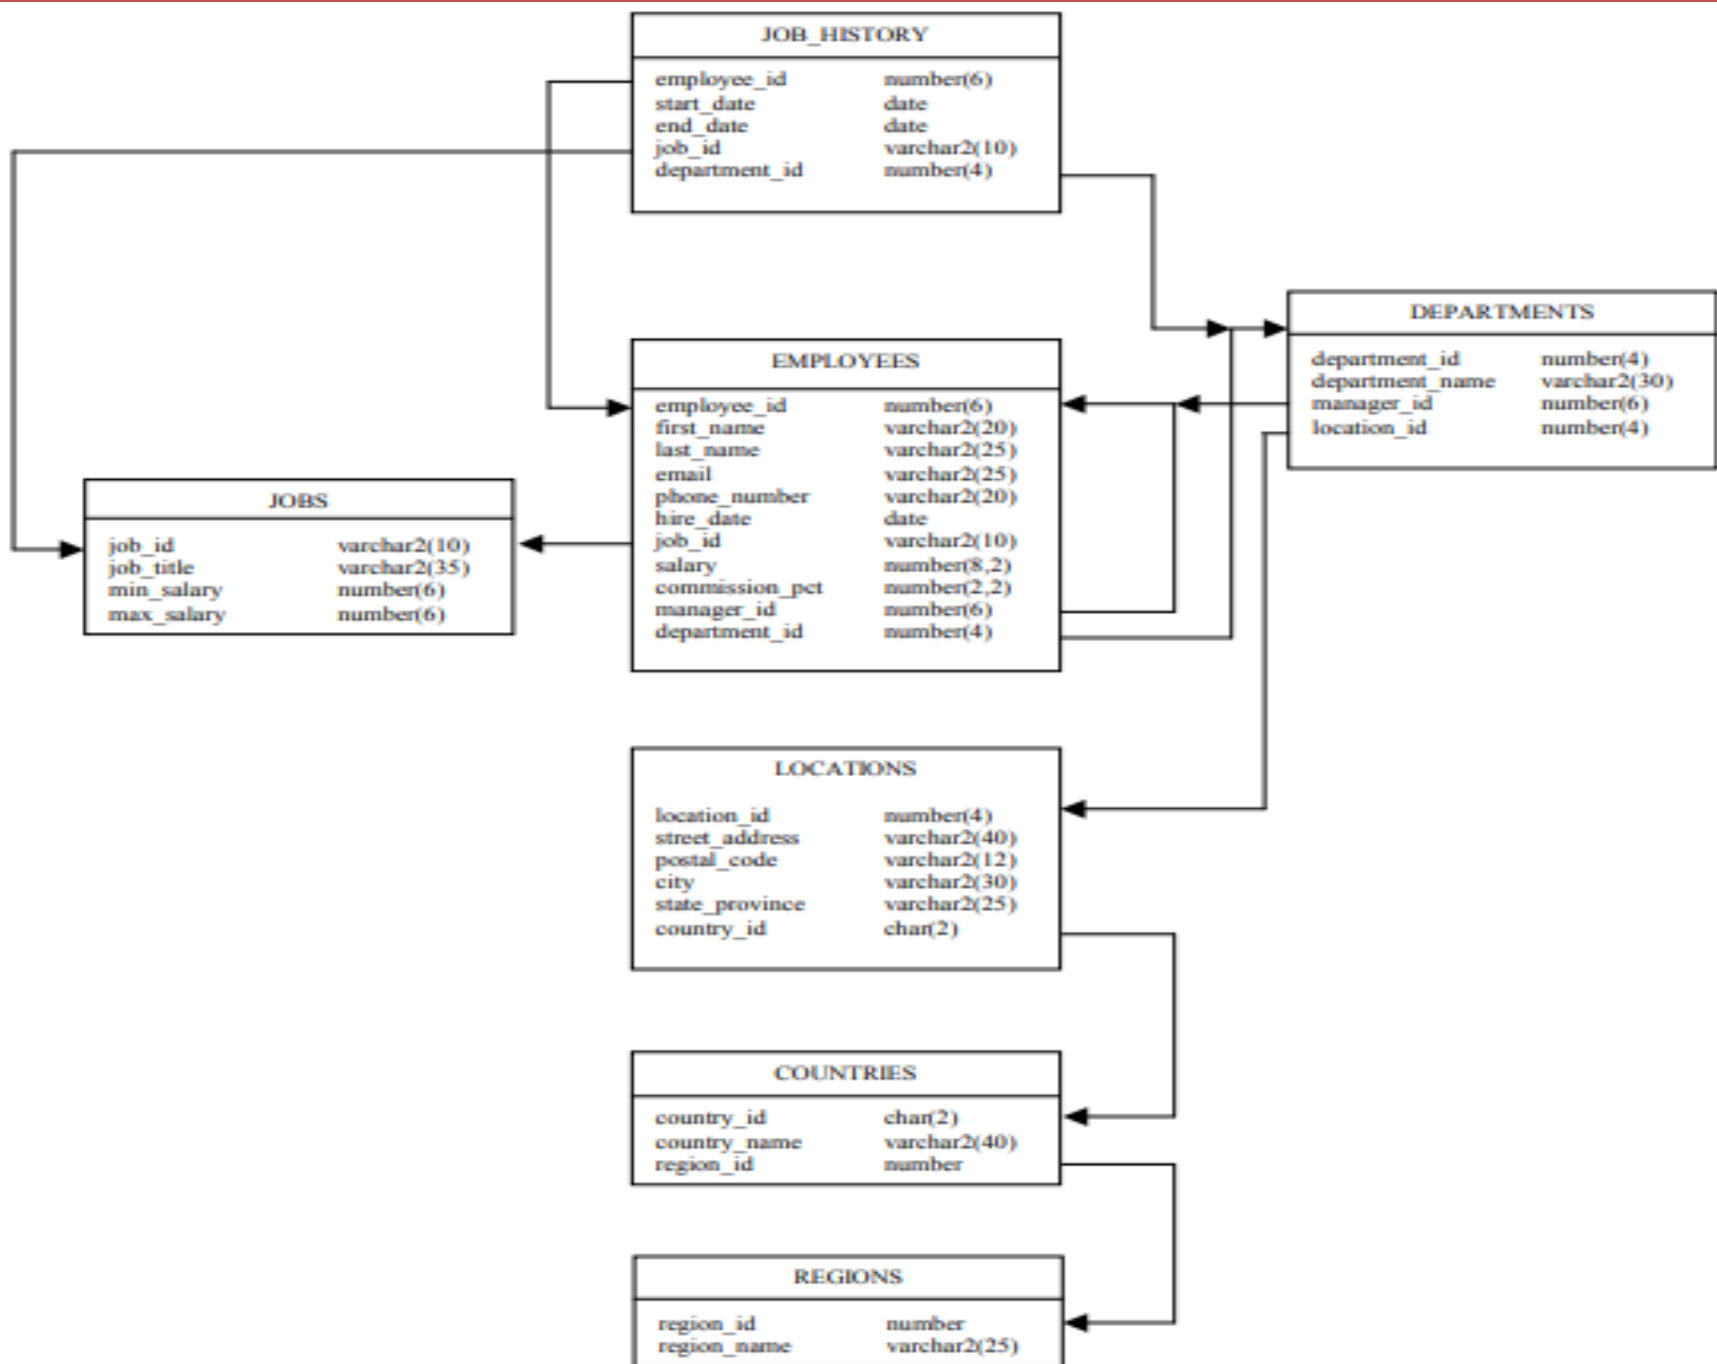 JOB_HISTORY
employee_id number(6)
start_date date
end_date date
job_id varchar2(10)
department_id number(4)
DEPARTMENTS
department_id number(4)
department_name varchar2(30)
manager_id number(6)
location_id number(4)
EMPLOYEES
employee_id number(6)
first_name varchar2(20)
last_name varchar2(25)
email varchar2(25)
phone_number varchar2(20)
hire_date date
job_id varchar2(10)
salary number(8,2)
commission_pct number(2,2)
manager_id number(6)
department_id number(4)
JOBS
job_id varchar2(10)
job_title varchar2(35)
min_salary number(6)
max_salary number(6)
LOCATIONS
location_id number(4)
street_address varchar2(40)
postal_code varchar2(12)
city varchar2(30)
state_province varchar2(25)
country_id char(2)
COUNTRIES
country_id char(2)
country_name varchar2(40)
region_id number
REGIONS
region_id number
region_name varchar2(25)